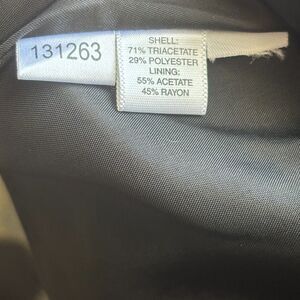 131263
SHELL:
71% TRIACETATE
29% POLYESTER
LINING:
55% ACETATE
45% RAYON